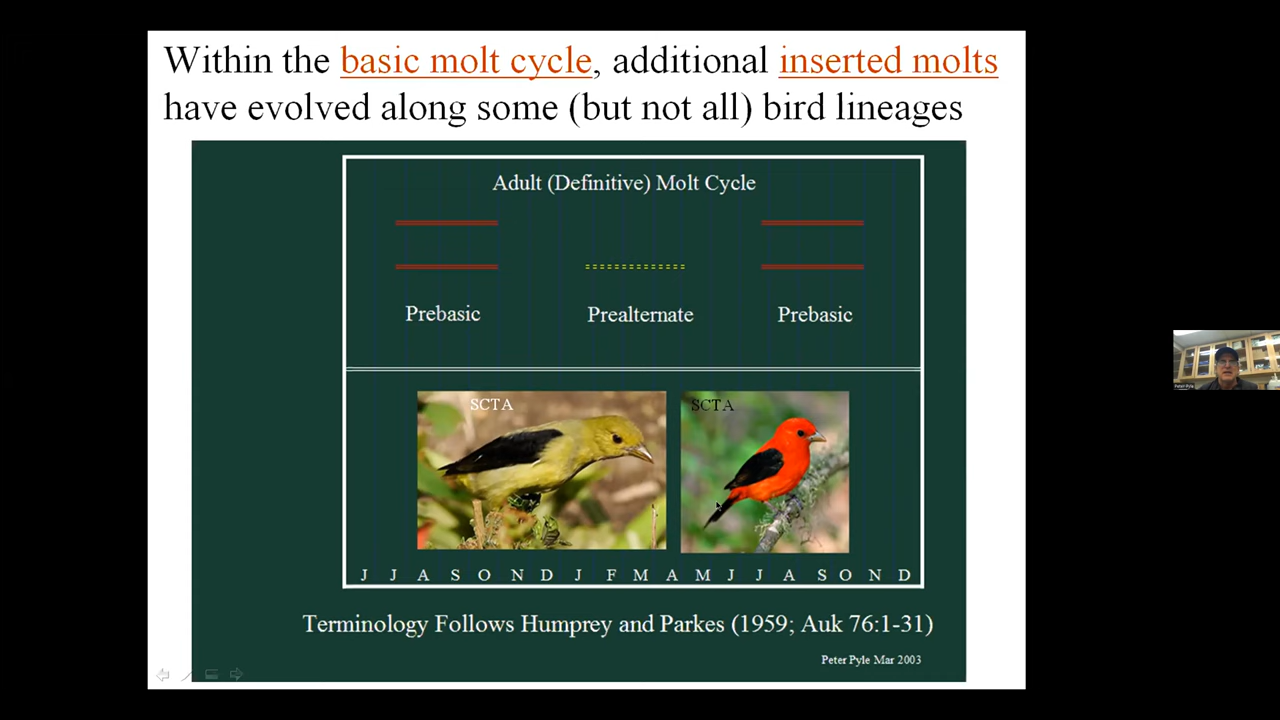 Within the basic molt cycle, additional inserted molts
have evolved along some (but not all) bird lineages
Adult (Definitive) Molt Cycle
Prebasic Prealternate Prebasic
SCTA SCTA
J J A S O N D J F M A M J J A S O N D
Terminology Follows Humprey and Parkes (1959; Auk 76:1-31)
Peter Pyle Mar 2003
Peter Pyle